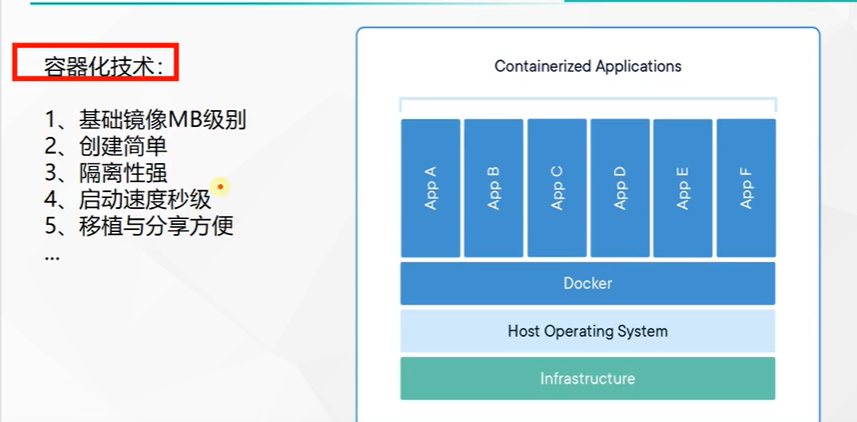 容器化技术：
1、基础镜像MB级别
2、创建简单
3、隔离性强
4、启动速度秒级
5、移植与分享方便
...
Containerized Applications
App A
App B
App C
App D
App E
App F
Docker
Host Operating System
Infrastructure